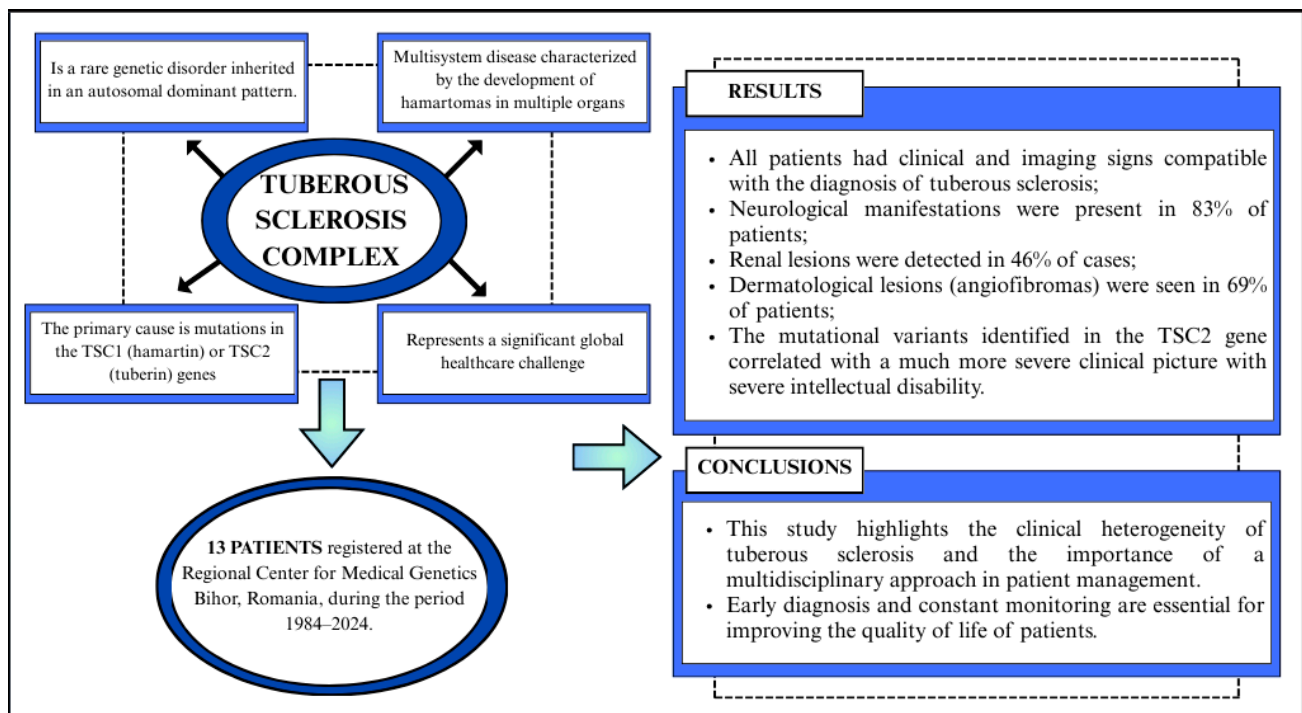 Is a rare genetic disorder inherited
in an autosomal dominant pattern.
Multisystem disease characterized
by the development of
hamartomas in multiple organs
TUBEROUS
SCLEROSIS
COMPLEX
The primary cause is mutations in
the TSC1 (hamartin) or TSC2
(tuberin) genes
Represents a significant global
healthcare challenge
13 PATIENTS registered at the
Regional Center for Medical Genetics
Bihor, Romania, during the period
1984–2024.
RESULTS
• All patients had clinical and imaging signs compatible
with the diagnosis of tuberous sclerosis;
• Neurological manifestations were present in 83% of
patients;
• Renal lesions were detected in 46% of cases;
• Dermatological lesions (angiofibromas) were seen in 69%
of patients;
• The mutational variants identified in the TSC2 gene
correlated with a much more severe clinical picture with
severe intellectual disability.
CONCLUSIONS
• This study highlights the clinical heterogeneity of
tuberous sclerosis and the importance of a
multidisciplinary approach in patient management.
• Early diagnosis and constant monitoring are essential for
improving the quality of life of patients.